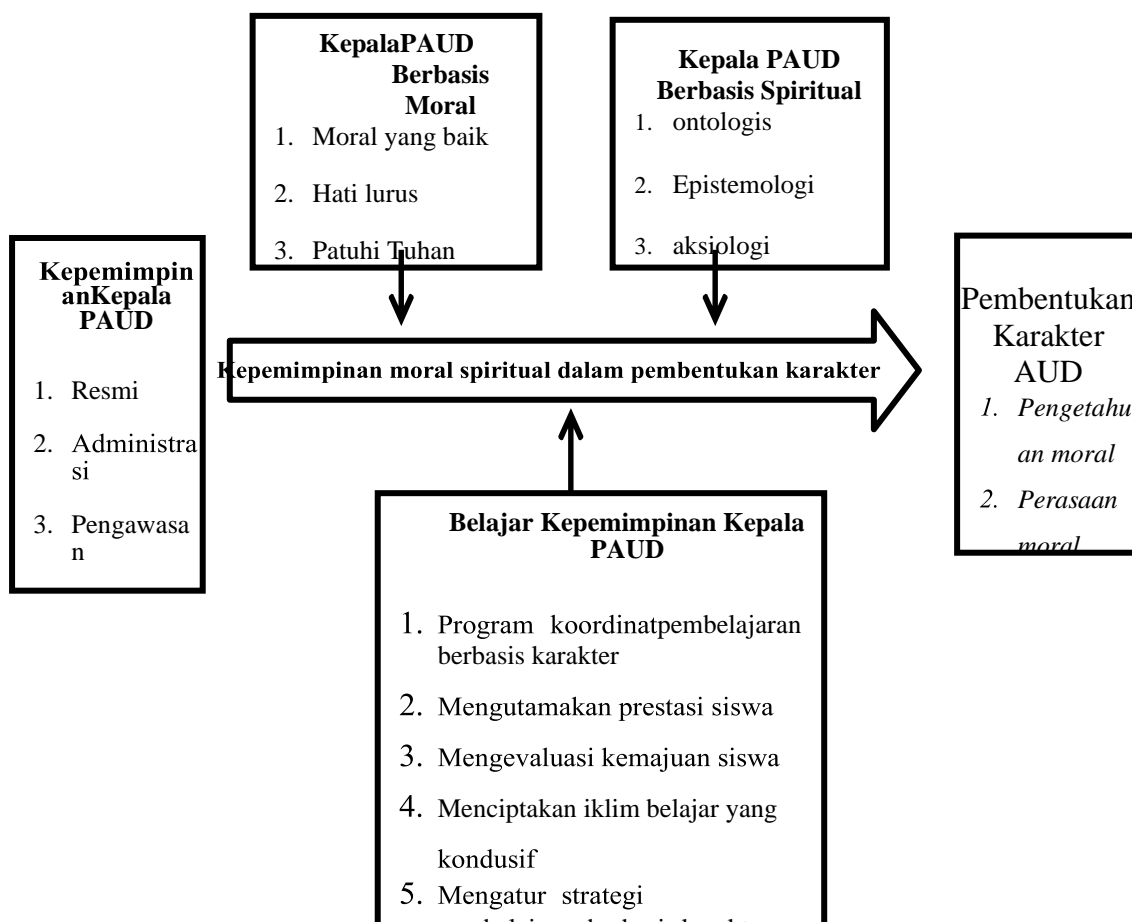 KepalaPAUD
Berbasis
Moral
1. Moral yang baik
2. Hati lurus
3. Patuhi Tuhan
Kepala PAUD
Berbasis Spiritual
1. ontologis
2. Epistemologi
3. aksiologi
Kepemimpin
anKepala
PAUD
1. Resmi
2. Administra
si
3. Pengawasa
n
Kepemimpinan moral spiritual dalam pembentukan karakter
Pembentukan
Karakter
AUD
1. Pengetahu
an moral
2. Perasaan
moral
Belajar Kepemimpinan Kepala
PAUD
1. Program koordinatpembelajaran
berbasis karakter
2. Mengutamakan prestasi siswa
3. Mengevaluasi kemajuan siswa
4. Menciptakan iklim belajar yang
kondusif
5. Mengatur strategi